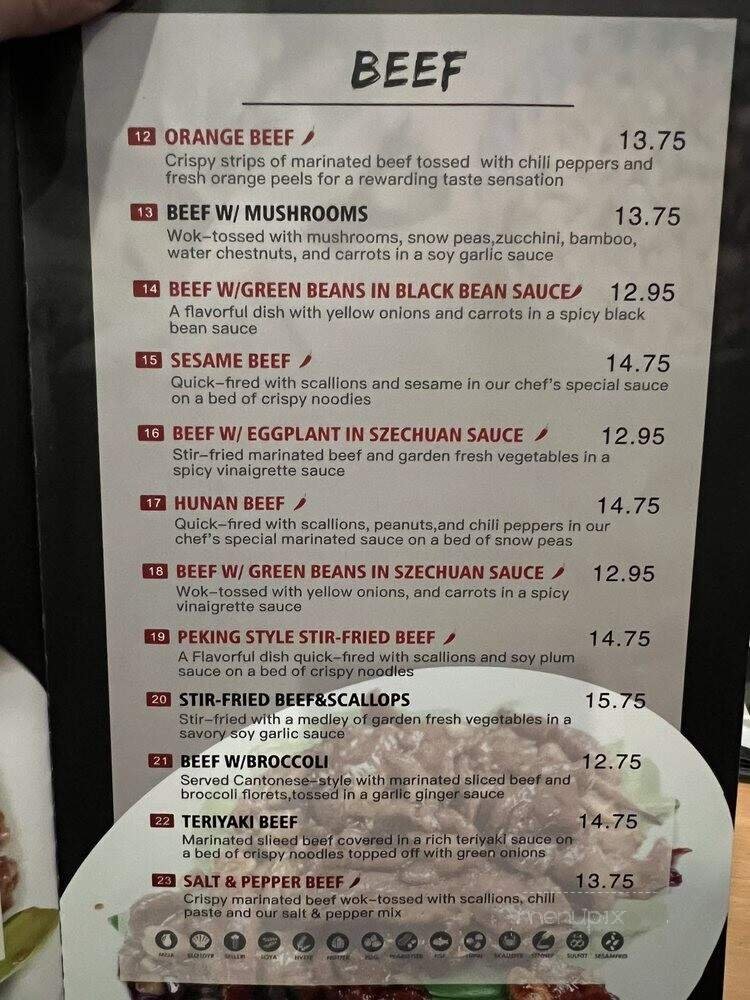 BEEF
12 ORANGE BEEF 13.75
Crispy strips of marinated beef tossed with chili peppers and
fresh orange peels for a rewarding taste sensation
13 BEEF W/ MUSHROOMS 13.75
Wok-tossed with mushrooms, snow peas,zucchini, bamboo,
water chestnuts, and carrots in a soy garlic sauce
14 BEEF W/GREEN BEANS IN BLACK BEAN SAUCE 12.95
A flavorful dish with yellow onions and carrots in a spicy black
bean sauce
15 SESAME BEEF 14.75
Quick-fired with scallions and sesame in our chef's special sauce
on a bed of crispy noodies
16 BEEF W/ EGGPLANT IN SZECHUAN SAUCE 12.95
Stir-fried marinated beef and garden fresh vegetables in a
spicy vinaigrette sauce
17 HUNAN BEEF 14.75
Quick-fired with scallions, peanuts,and chili peppers in our
chef's special marinated sauce on a bed of snow peas
18 BEEF W/ GREEN BEANS IN SZECHUAN SAUCE 12.95
Wok-tossed with yellow onions, and carrots in a spicy
vinaigrette sauce
19 PEKING STYLE STIR-FRIED BEEF 14.75
A Flavorful dish quick-fired with scallions and soy plum
sauce on a bed of crispy noodles
20 STIR-FRIED BEEF&SCALLOPS 15.75
Stir-fried with a medley of garden fresh vegetables in a
savory soy garlic sauce
21 BEEF W/BROCCOLI 12.75
Served Cantonese-style with marinated sliced beef and
broccoli florets,tossed in a garlic ginger sauce
22 TERIYAKI BEEF 14.75
Marinated slieed beef covered in a rich teriyaki sauce on
a bed of orispy noodles topped off with green onions
23 SALT & PEPPER BEEF 13.75
Crispy marinated beef wok-tossed with scallions, chili
paste and our salt & pepper mix
menupix